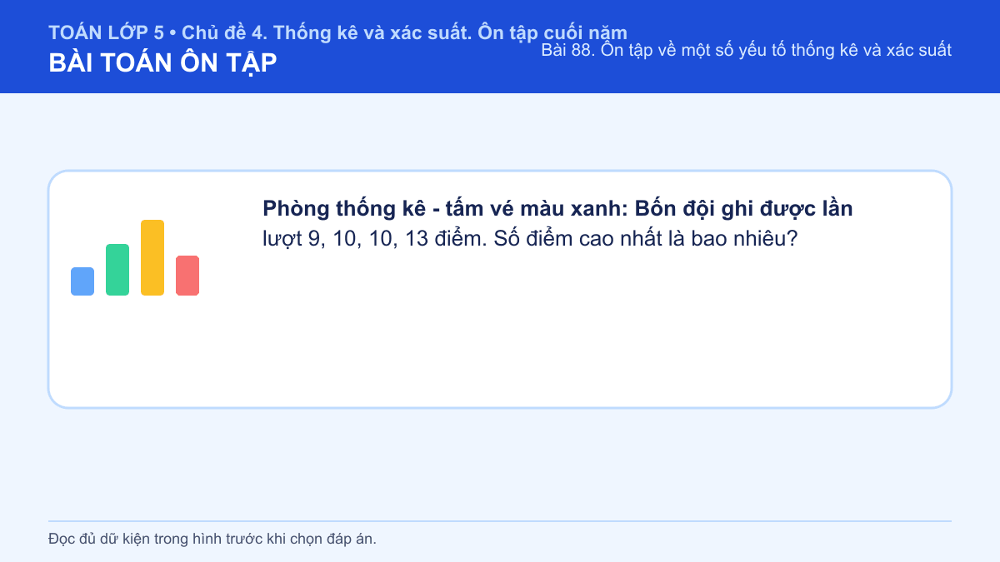 TOÁN LỚP 5 • Chủ đề 4. Thống kê và xác suất. Ôn tập cuối năm
BÀI TOÁN ÔN TẬP
Bài 88. Ôn tập về một số yếu tố thống kê và xác suất
Phòng thống kê - tấm vé màu xanh: Bốn đội ghi được lần
lượt 9, 10, 10, 13 điểm. Số điểm cao nhất là bao nhiêu?
Đọc đủ dữ kiện trong hình trước khi chọn đáp án.